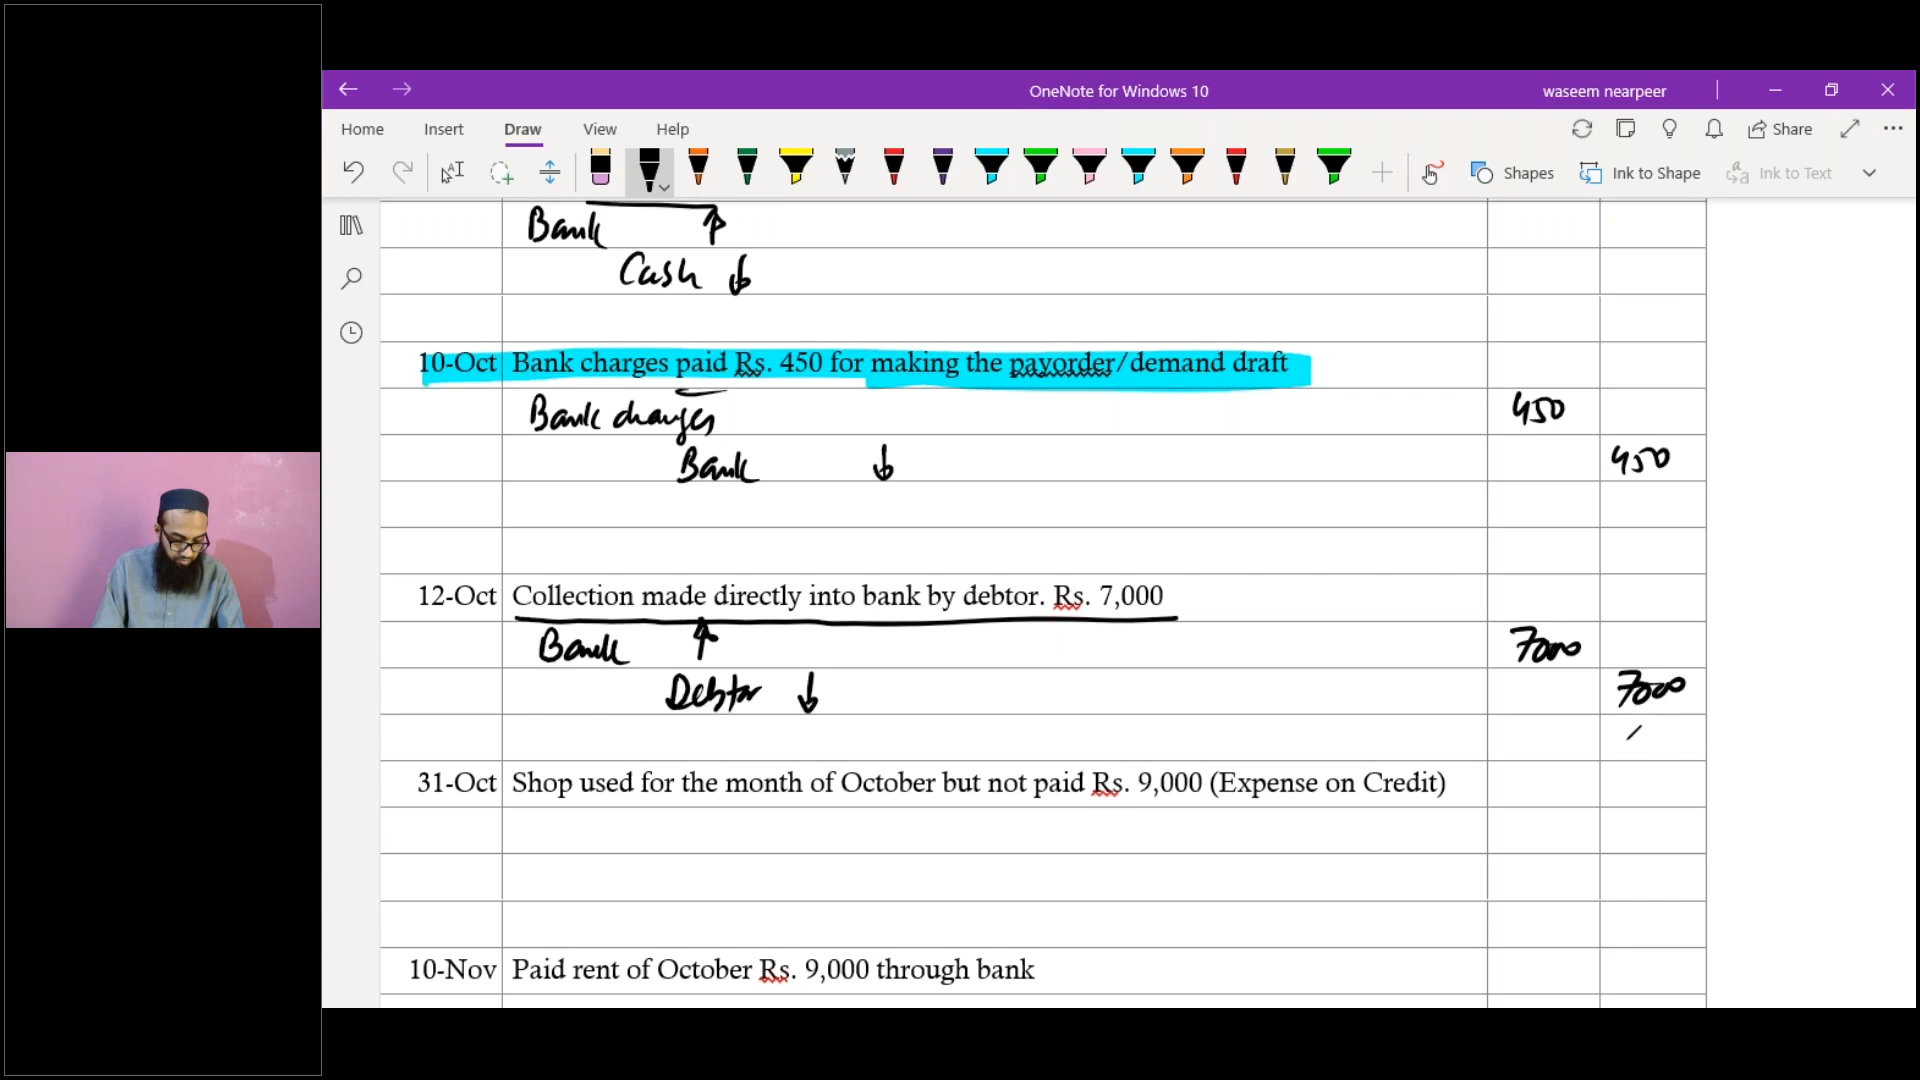 OneNote for Windows 10
waseem nearpeer
Home Insert Draw View Help
Share
Shapes Ink to Shape Ink to Text
Bank
Cash
10-Oct Bank charges paid Rs. 450 for making the payorder/demand draft
Bank charges 450
Bank 450
12-Oct Collection made directly into bank by debtor. Rs. 7,000
Bank 7000
Debtor 7000
31-Oct Shop used for the month of October but not paid Rs. 9,000 (Expense on Credit)
10-Nov Paid rent of October Rs. 9,000 through bank